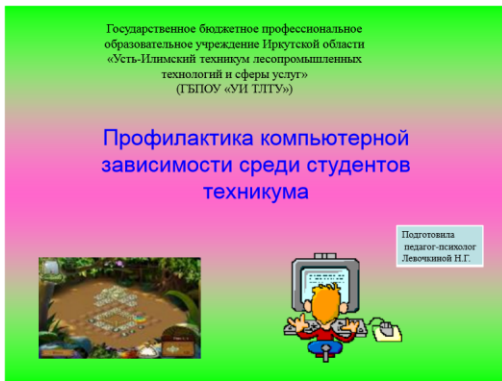 Государственное бюджетное профессиональное
образовательное учреждение Иркутской области
«Усть-Илимский техникум лесопромышленных
технологий и сферы услуг»
(ГБПОУ «УИ ТЛТУ»)
Профилактика компьютерной
зависимости среди студентов
техникума
Подготовила
педагог-психолог
Левочкиной Н.Г.